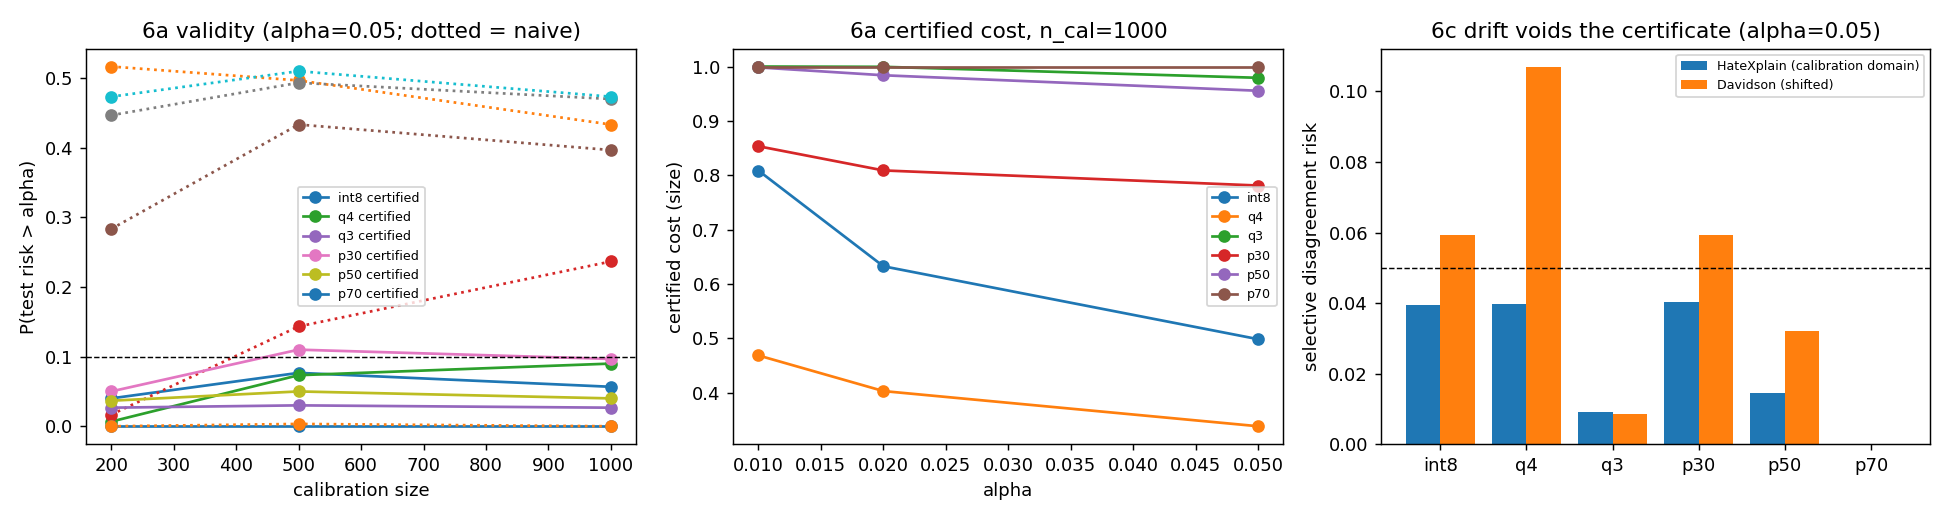 6a validity (alpha=0.05; dotted = naive)
P(test risk > alpha)
0.5
0.4
0.3
0.2
0.1
0.0
int8 certified
q4 certified
q3 certified
p30 certified
p50 certified
p70 certified
200 300 400 500 600 700 800 900 1000
calibration size
6a certified cost, n_cal=1000
certified cost (size)
1.0
0.9
0.8
0.7
0.6
0.5
0.4
int8
q4
q3
p30
p50
p70
0.010 0.015 0.020 0.025 0.030 0.035 0.040 0.045 0.050
alpha
6c drift voids the certificate (alpha=0.05)
selective disagreement risk
0.10
0.08
0.06
0.04
0.02
0.00
HateXplain (calibration domain)
Davidson (shifted)
int8 q4 q3 p30 p50 p70